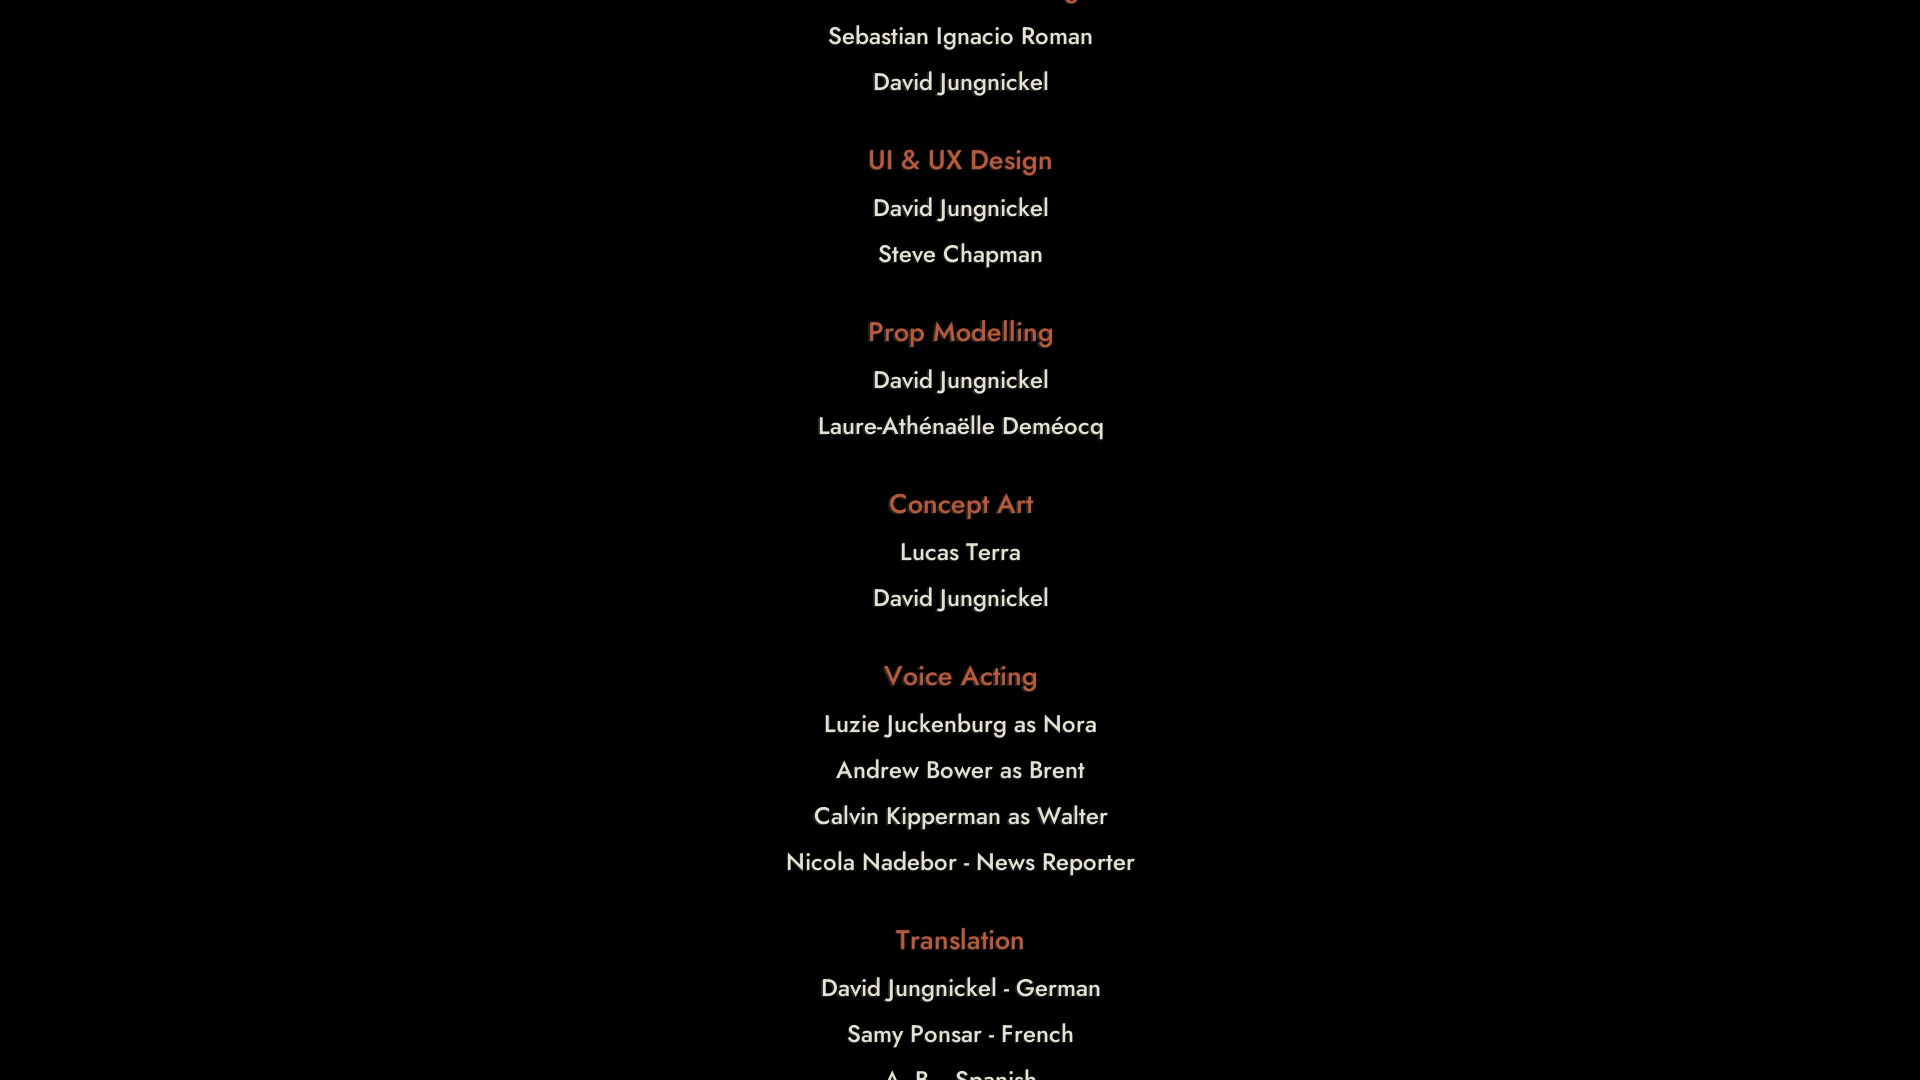 Sebastian Ignacio Roman
David Jungnickel
UI & UX Design
David Jungnickel
Steve Chapman
Prop Modelling
David Jungnickel
Laure-Athénaëlle Deméocq
Concept Art
Lucas Terra
David Jungnickel
Voice Acting
Luzie Juckenburg as Nora
Andrew Bower as Brent
Calvin Kipperman as Walter
Nicola Nadebor - News Reporter
Translation
David Jungnickel - German
Samy Ponsar - French
Spanish